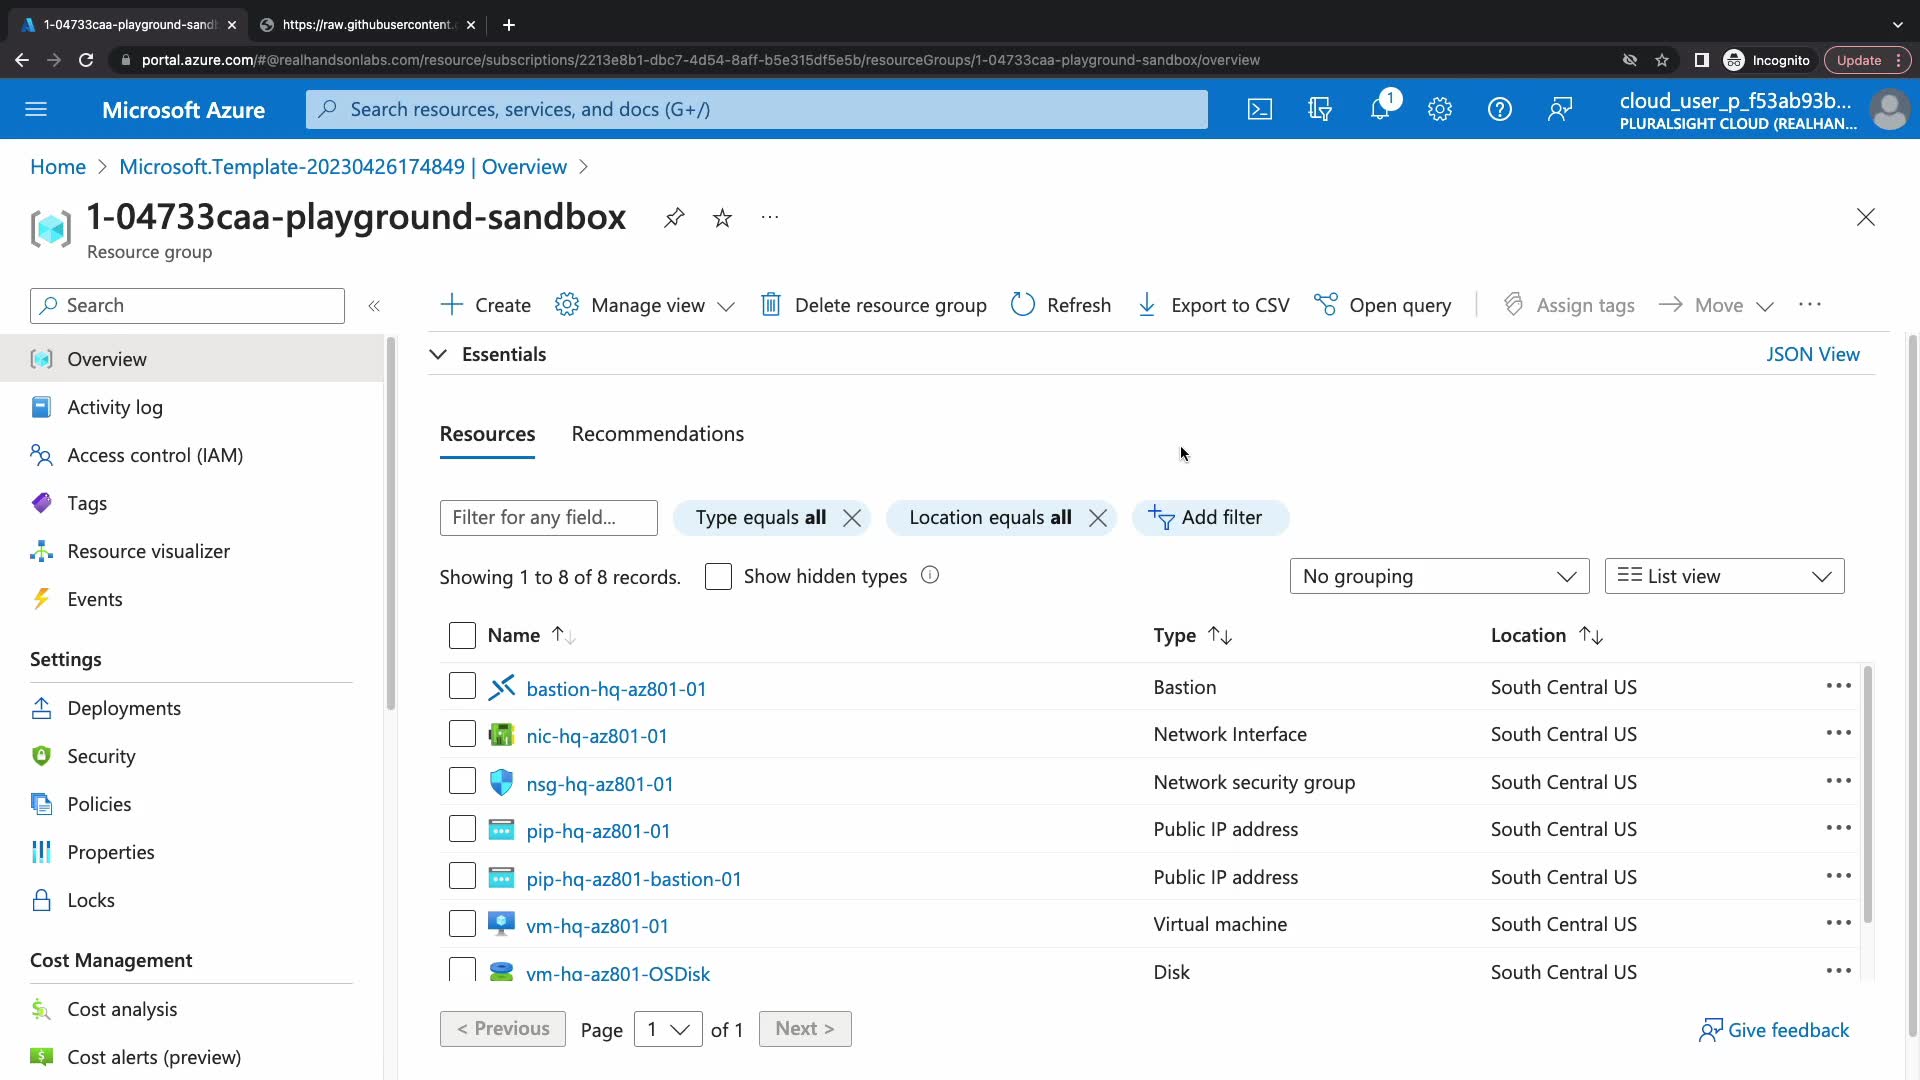 1-04733caa-playground-sandb
https://raw.githubusercontent.c
portal.azure.com/#@realhandsonlabs.com/resource/subscriptions/2213e8b1-dbc7-4d54-8aff-b5e315df5e5b/resourceGroups/1-04733caa-playground-sandbox/overview
Incognito
Update
Microsoft Azure
Search resources, services, and docs (G+/)
1
cloud_user_p_f53ab93b...
PLURALSIGHT CLOUD (REALHAN...
Home > Microsoft.Template-20230426174849 | Overview >
1-04733caa-playground-sandbox
...
Resource group
Search
«
Create
Manage view
Delete resource group
Refresh
Export to CSV
Open query
Assign tags
Move
...
Overview
Activity log
Access control (IAM)
Tags
Resource visualizer
Events
Settings
Deployments
Security
Policies
Properties
Locks
Cost Management
Cost analysis
Cost alerts (preview)
Essentials
JSON View
Resources
Recommendations
Filter for any field...
Type equals all
Location equals all
Add filter
Showing 1 to 8 of 8 records.
Show hidden types
No grouping
List view
Name ↑↓
Type ↑↓
Location ↑↓
bastion-hq-az801-01 Bastion South Central US ...
nic-hq-az801-01 Network Interface South Central US ...
nsg-hq-az801-01 Network security group South Central US ...
pip-hq-az801-01 Public IP address South Central US ...
pip-hq-az801-bastion-01 Public IP address South Central US ...
vm-hq-az801-01 Virtual machine South Central US ...
vm-hq-az801-OSDisk Disk South Central US ...
< Previous
Page 1 of 1
Next >
Give feedback